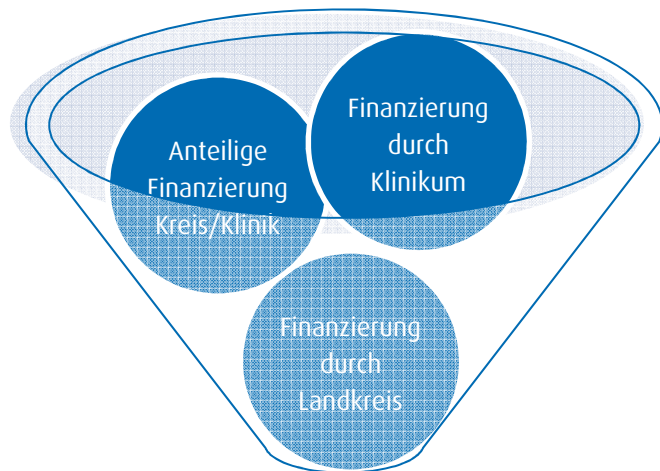 Anteilige
Finanzierung
Kreis/Klinik
Finanzierung
durch
Klinikum
Finanzierung
durch
Landkreis